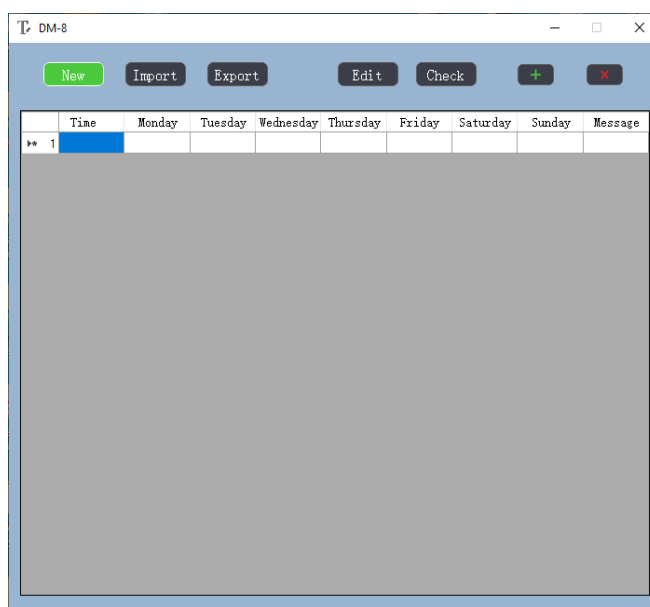 DM-8
New Import Export Edit Check
Time Monday Tuesday Wednesday Thursday Friday Saturday Sunday Message
1